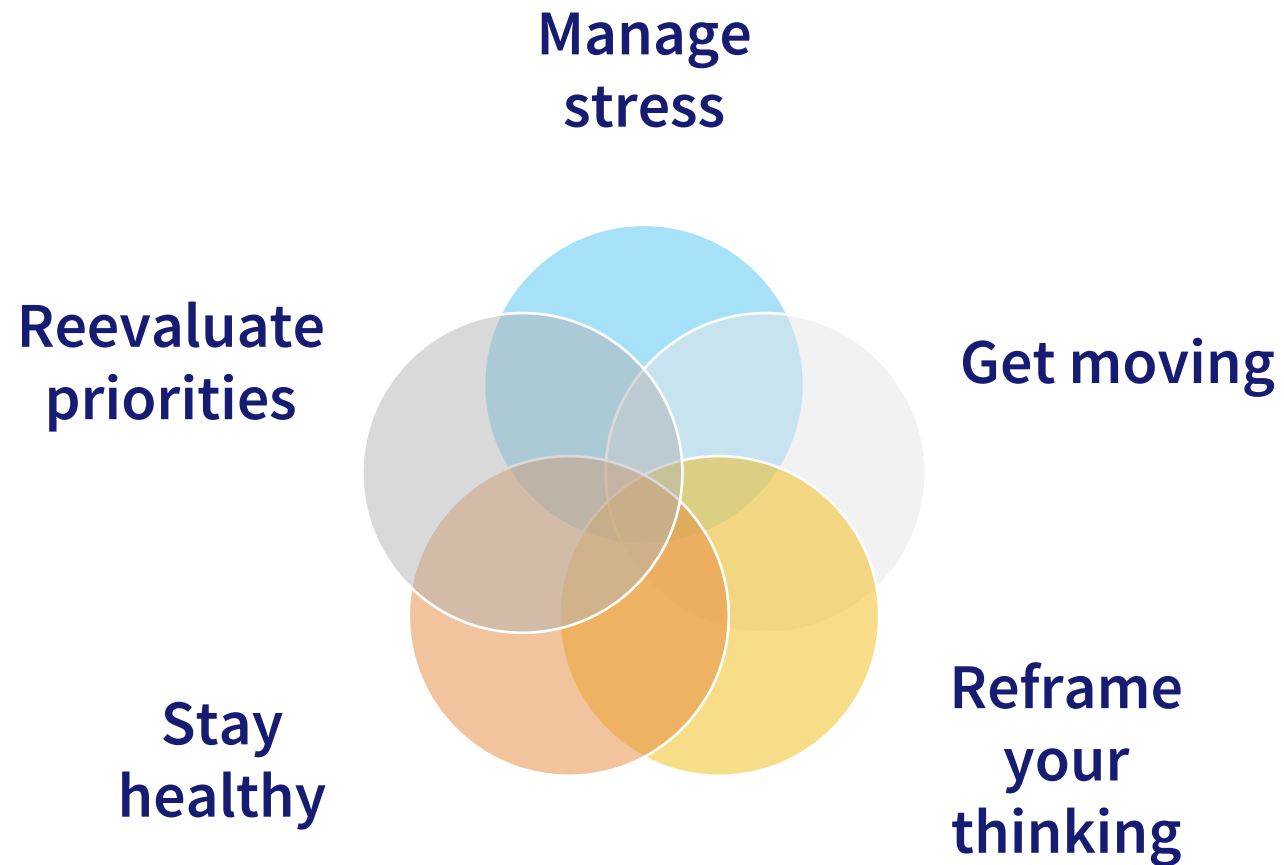 Manage
stress
Reevaluate
priorities
Get moving
Stay
healthy
Reframe
your
thinking